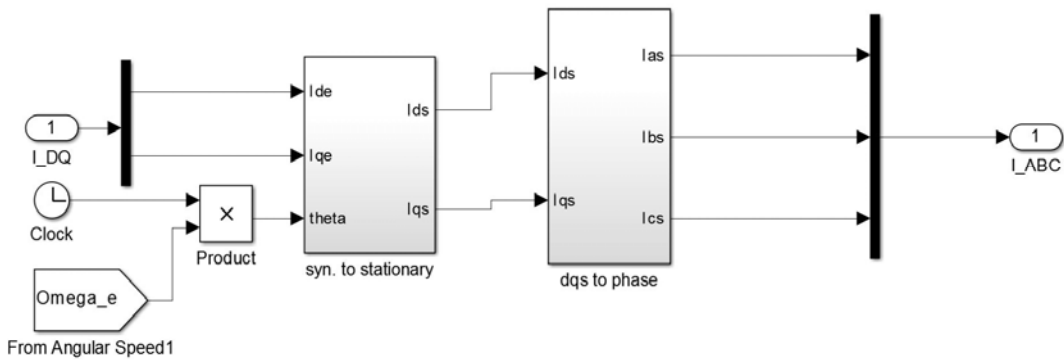 1
I_DQ
Clock
Omega_e
From Angular Speed1
×
Product
Ide
Iqe
theta
Ids
Iqs
syn. to stationary
Ids
Iqs
Ias
Ibs
Ics
dqs to phase
1
I_ABC